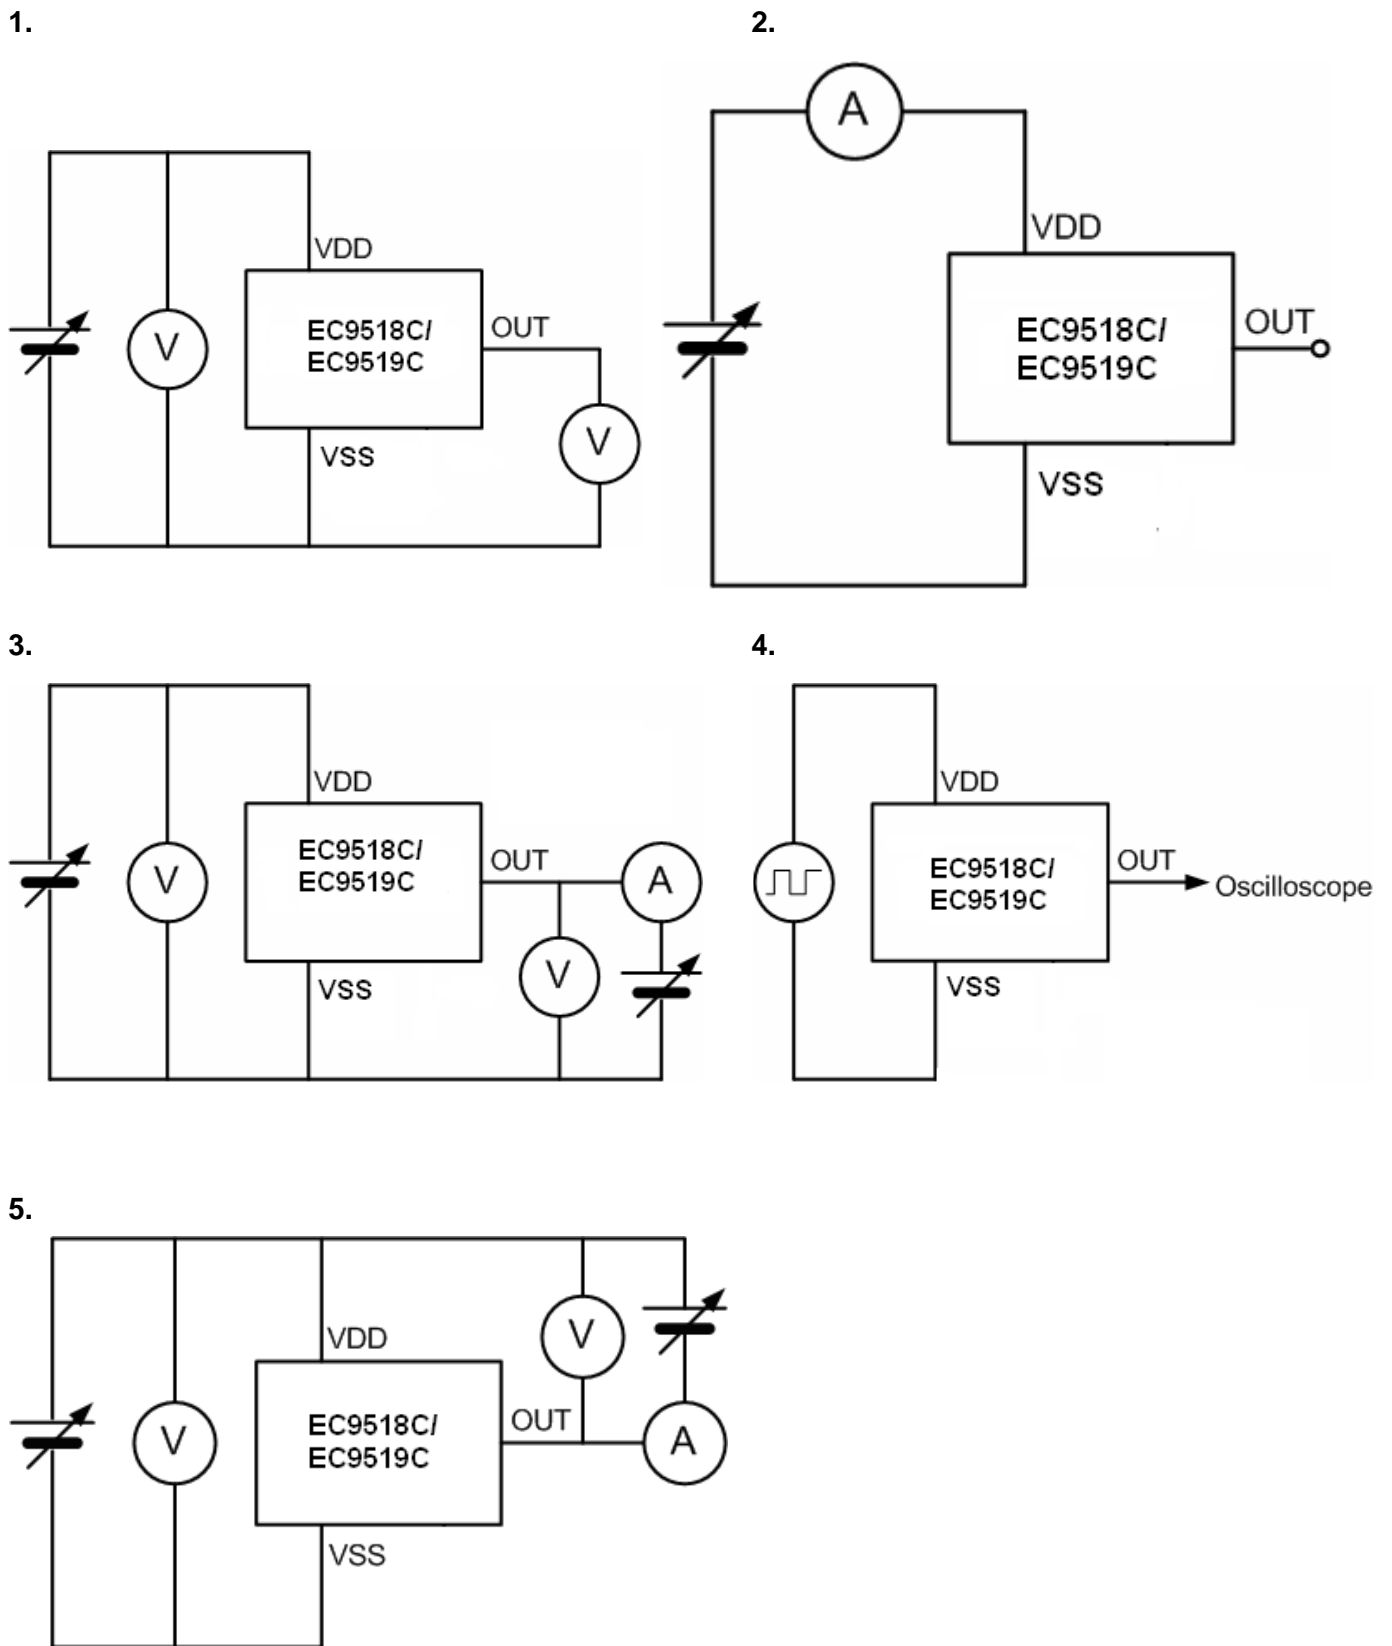 1.
VDD
V
EC9518C/
EC9519C
OUT
V
VSS
2.
A
VDD
EC9518C/
EC9519C
OUT
VSS
3.
VDD
V
EC9518C/
EC9519C
OUT
A
V
VSS
4.
VDD
EC9518C/
EC9519C
OUT
Oscilloscope
VSS
5.
V
VDD
V
EC9518C/
EC9519C
OUT
A
VSS